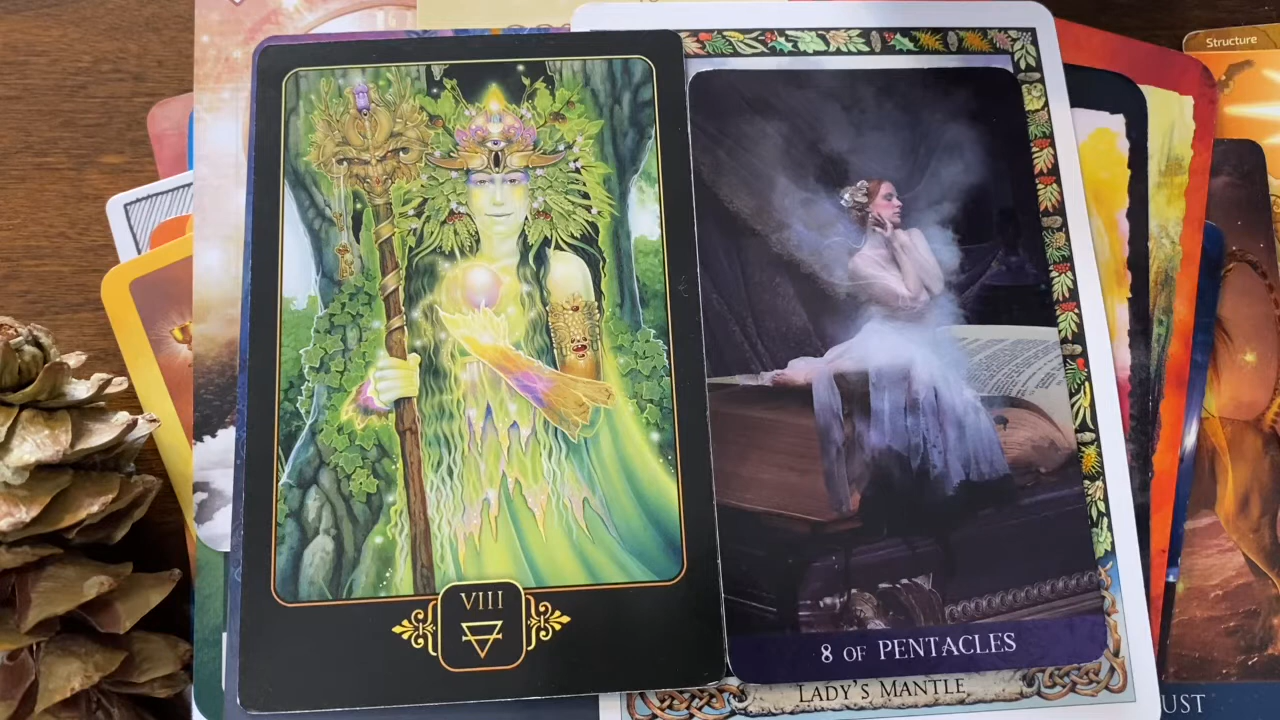 Structure
VIII
8 OF PENTACLES
LADY'S MANTLE
UST